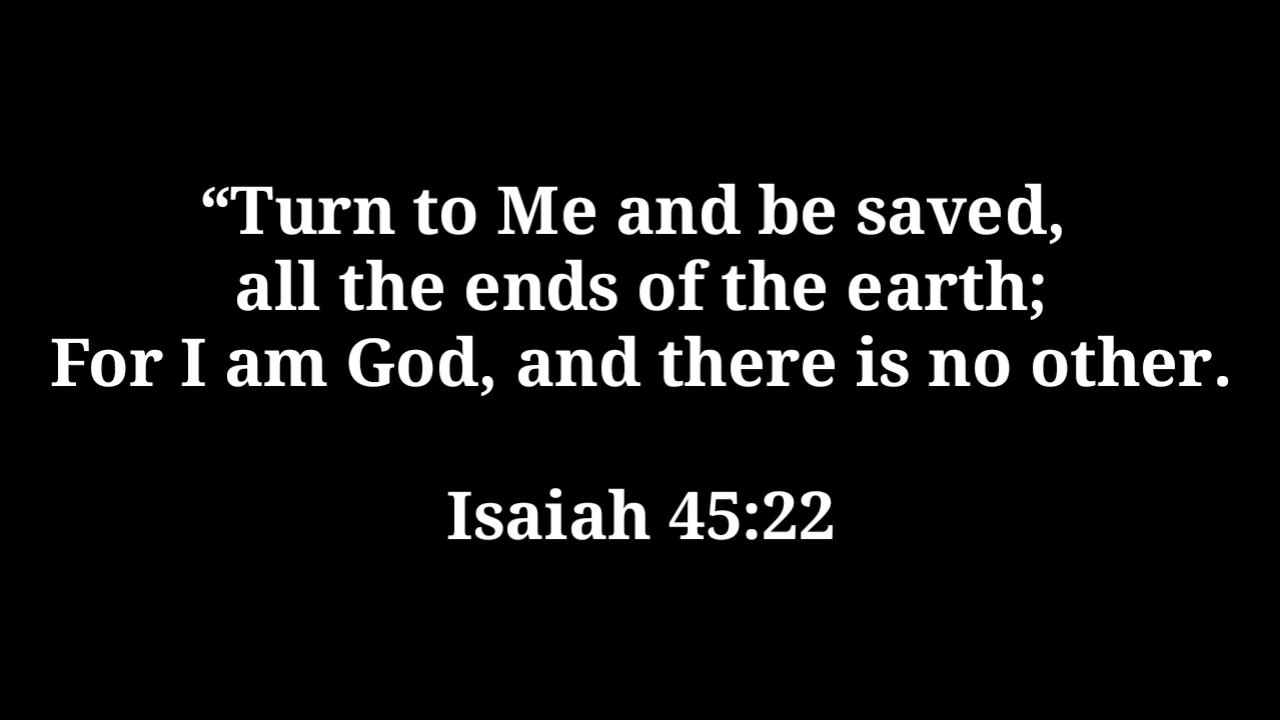 “Turn to Me and be saved,
all the ends of the earth;
For I am God, and there is no other.
Isaiah 45:22